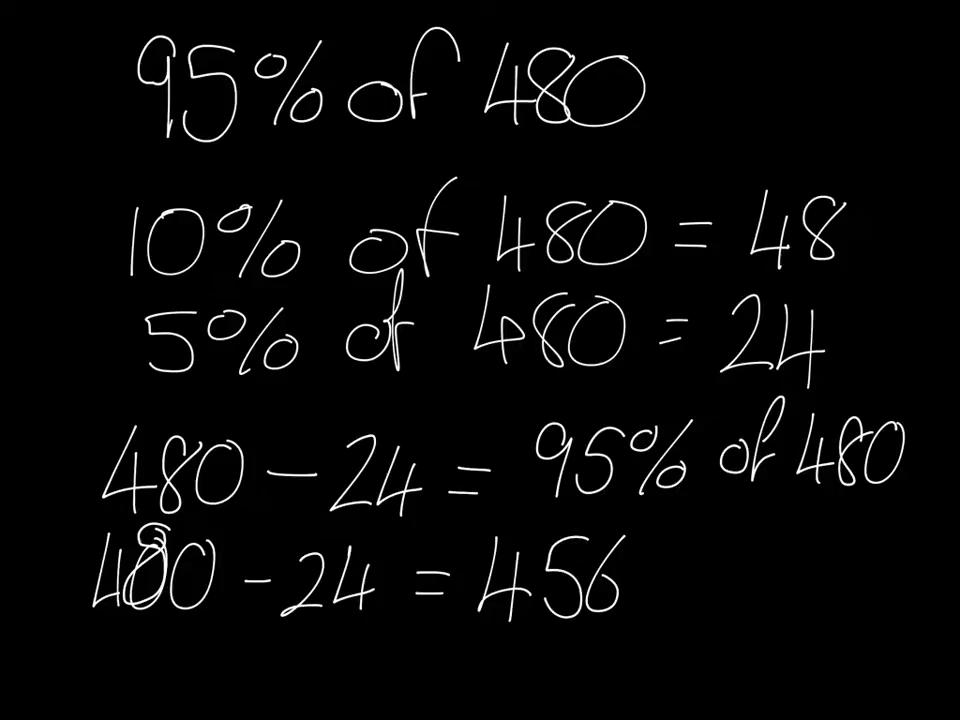 95% of 480
10% of 480 = 48
5% of 480 = 24
480 - 24 = 95% of 480
480 - 24 = 456